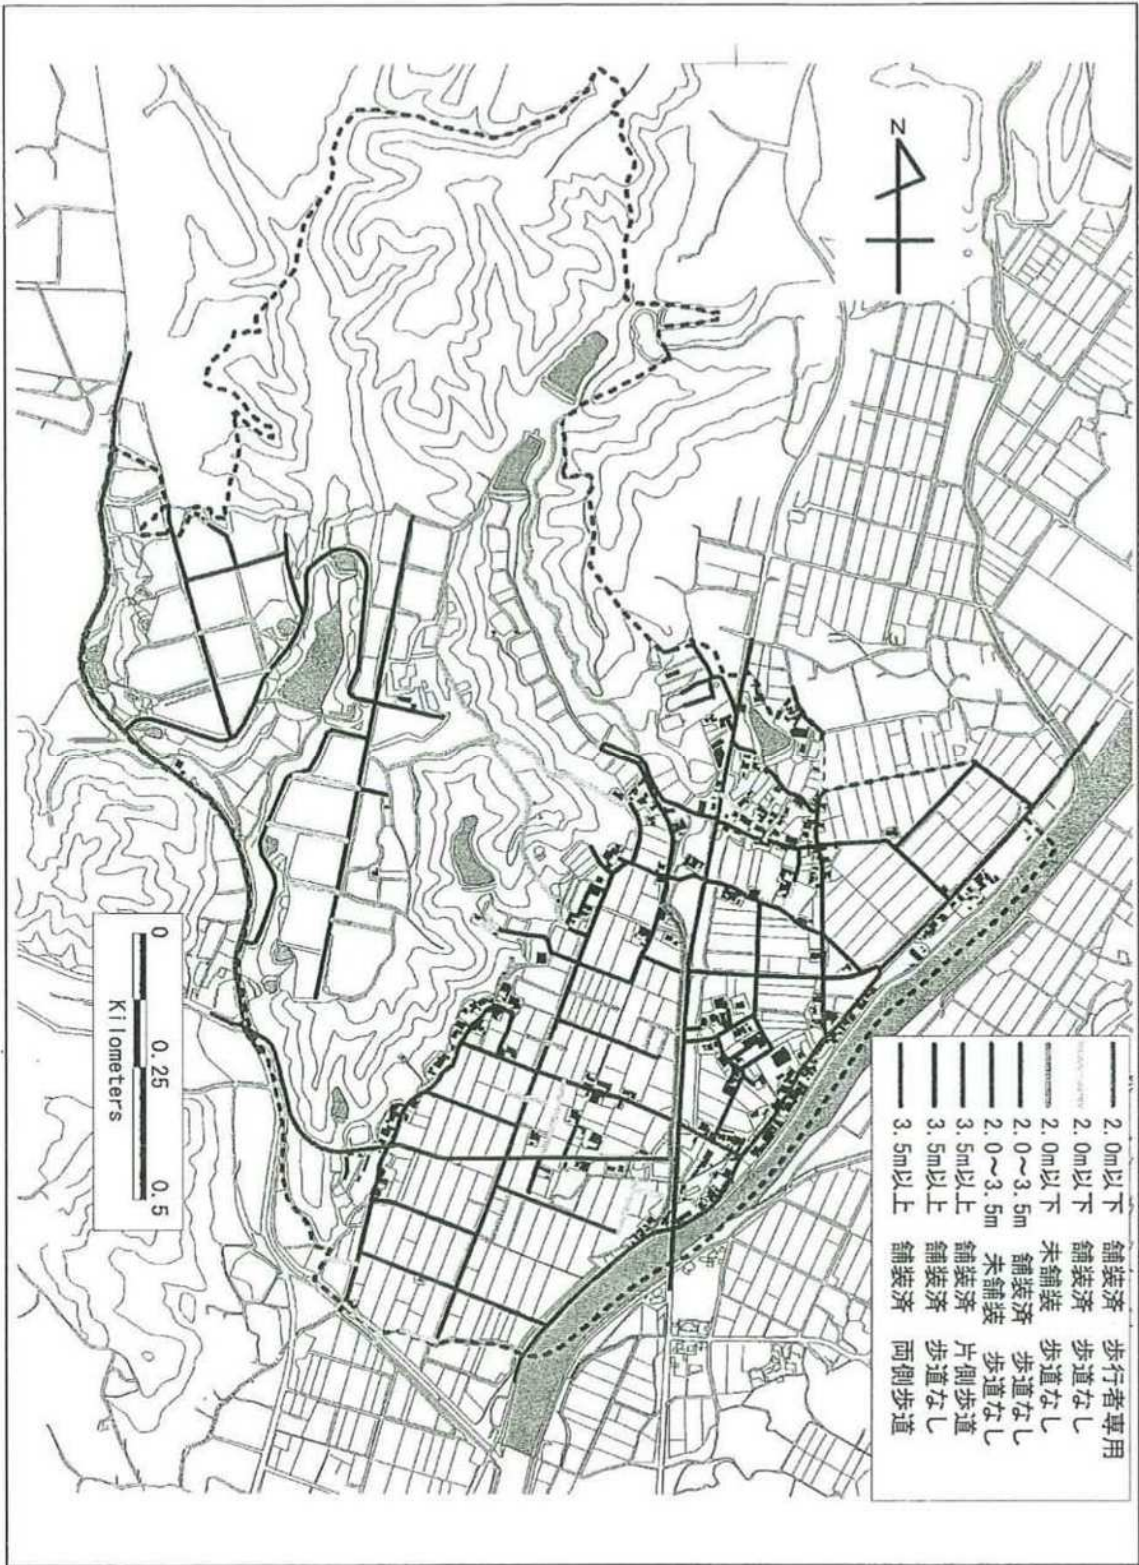 N
2.0m以下 舗装済 歩行者専用
2.0m以下 舗装済 歩道なし
2.0m以下 未舗装 歩道なし
2.0～3.5m 舗装済 歩道なし
2.0～3.5m 未舗装 歩道なし
3.5m以上 舗装済 片側歩道
3.5m以上 舗装済 歩道なし
3.5m以上 舗装済 両側歩道
0 0.25 0.5
Kilometers